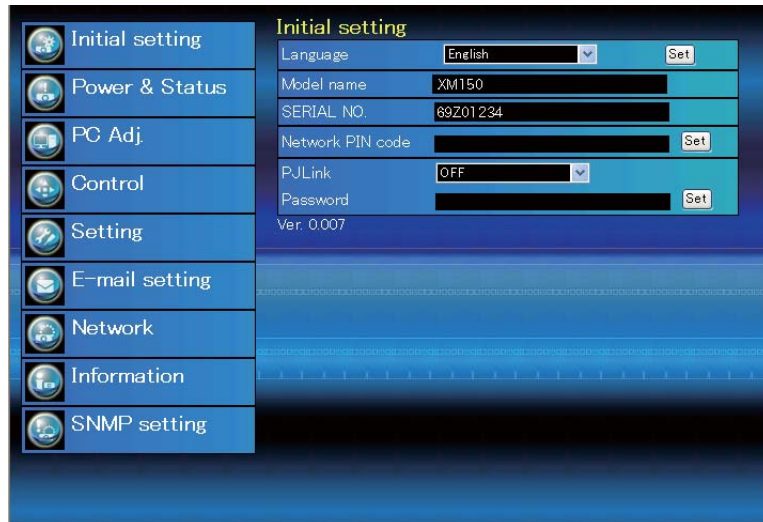 Initial setting
Power & Status
PC Adj.
Control
Setting
E-mail setting
Network
Information
SNMP setting
Initial setting
Language English Set
Model name XM150
SERIAL NO. 69Z01234
Network PIN code Set
PJLink OFF
Password Set
Ver. 0.007